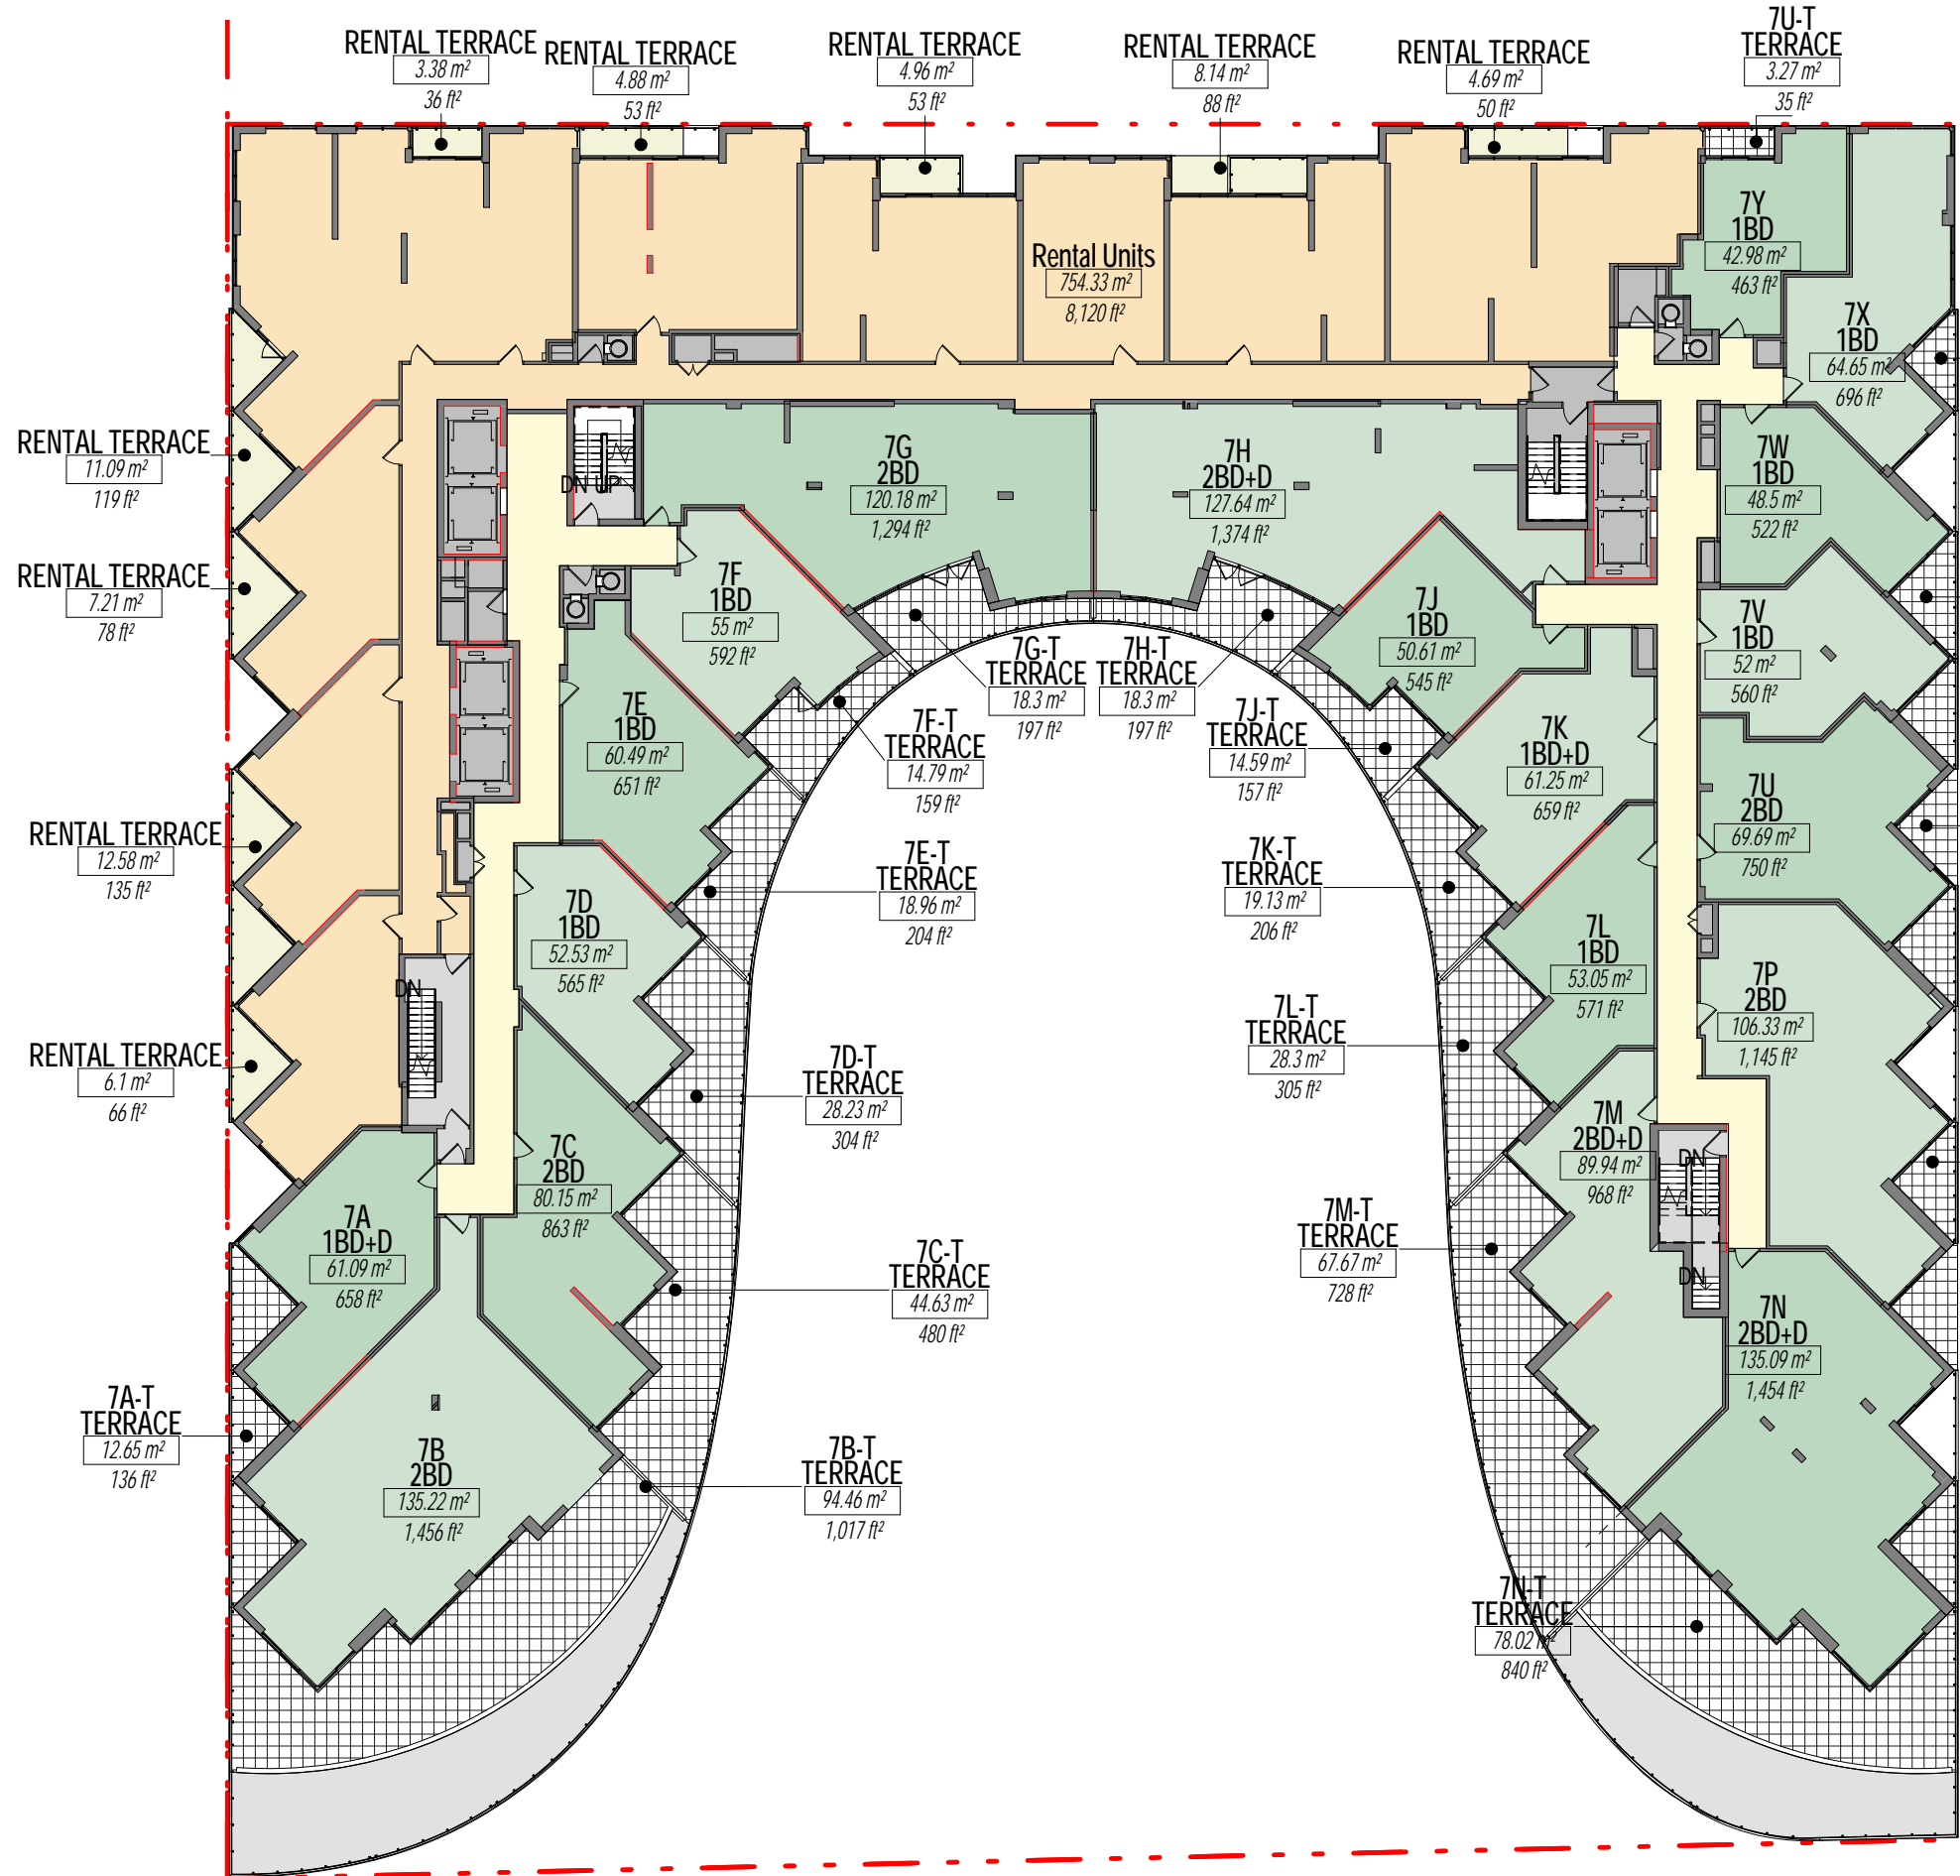 RENTAL TERRACE
3.38 m²
36 ft²
RENTAL TERRACE
4.88 m²
53 ft²
RENTAL TERRACE
4.96 m²
53 ft²
RENTAL TERRACE
8.14 m²
88 ft²
RENTAL TERRACE
4.69 m²
50 ft²
7U-T
TERRACE
3.27 m²
35 ft²
Rental Units
754.33 m²
8,120 ft²
7Y
1BD
42.98 m²
463 ft²
7X
1BD
64.65 m²
696 ft²
RENTAL TERRACE
11.09 m²
119 ft²
7G
2BD
120.18 m²
1,294 ft²
7H
2BD+D
127.64 m²
1,374 ft²
7W
1BD
48.5 m²
522 ft²
DN UP
RENTAL TERRACE
7.21 m²
78 ft²
7F
1BD
55 m²
592 ft²
7J
1BD
50.61 m²
545 ft²
7V
1BD
52 m²
560 ft²
7G-T
TERRACE
18.3 m²
197 ft²
7H-T
TERRACE
18.3 m²
197 ft²
7E
1BD
60.49 m²
651 ft²
7F-T
TERRACE
14.79 m²
159 ft²
7J-T
TERRACE
14.59 m²
157 ft²
7K
1BD+D
61.25 m²
659 ft²
7U
2BD
69.69 m²
750 ft²
RENTAL TERRACE
12.58 m²
135 ft²
7E-T
TERRACE
18.96 m²
204 ft²
7K-T
TERRACE
19.13 m²
206 ft²
7D
1BD
52.53 m²
565 ft²
7L
1BD
53.05 m²
571 ft²
7P
2BD
106.33 m²
1,145 ft²
DN
RENTAL TERRACE
6.1 m²
66 ft²
7D-T
TERRACE
28.23 m²
304 ft²
7L-T
TERRACE
28.3 m²
305 ft²
7C
2BD
80.15 m²
863 ft²
7M
2BD+D
89.94 m²
968 ft²
DN
7A
1BD+D
61.09 m²
658 ft²
7C-T
TERRACE
44.63 m²
480 ft²
7M-T
TERRACE
67.67 m²
728 ft²
DN
7N
2BD+D
135.09 m²
1,454 ft²
7A-T
TERRACE
12.65 m²
136 ft²
7B
2BD
135.22 m²
1,456 ft²
7B-T
TERRACE
94.46 m²
1,017 ft²
7N-T
TERRACE
78.02 m²
840 ft²